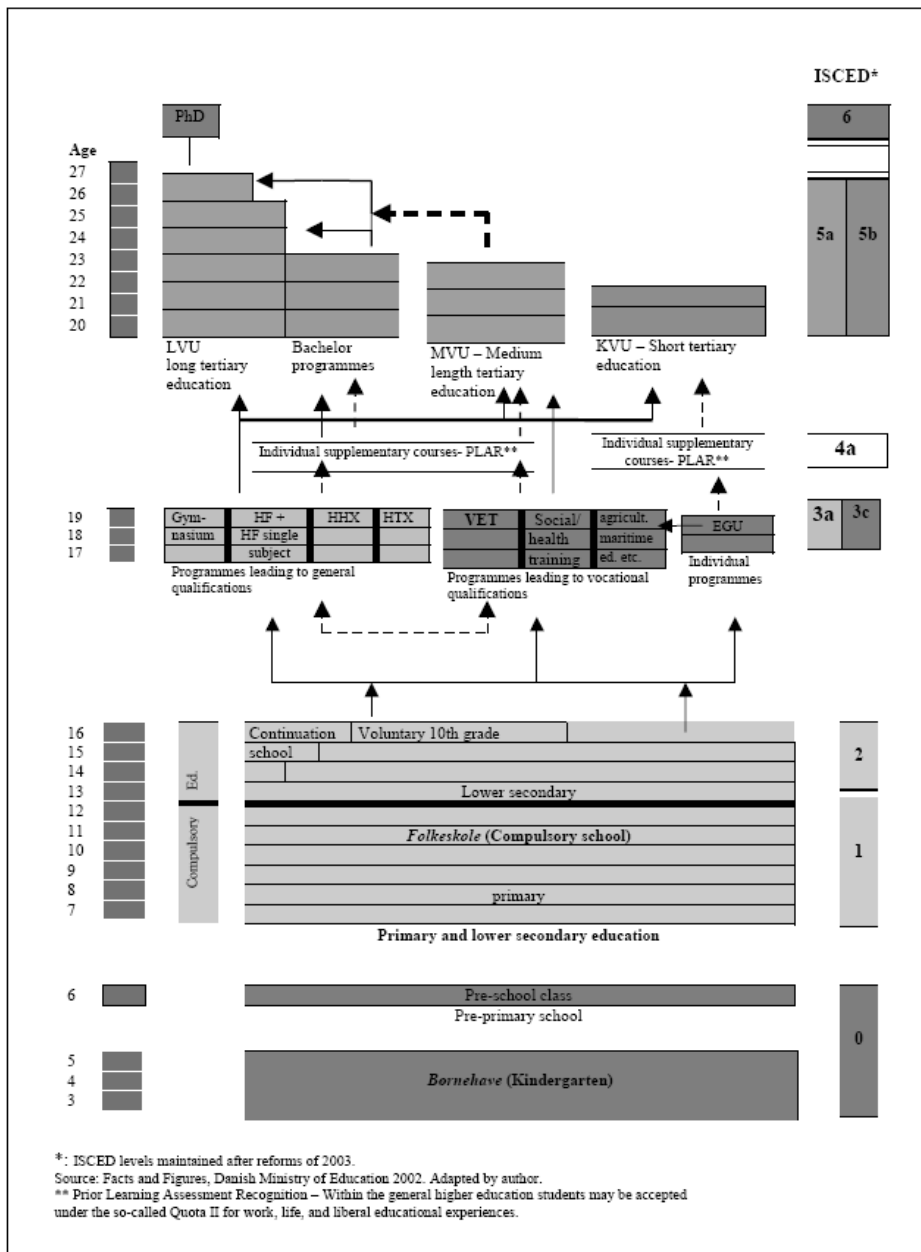 ISCED*
PhD
6
Age
27
26
25
24
23
22
21
20
5a 5b
LVU
long tertiary
education
Bachelor
programmes
MVU – Medium
length tertiary
education
KVU – Short tertiary
education
Individual supplementary courses- PLAR**
Individual supplementary
courses- PLAR**
4a
19
18
17
Gym-
nasium
HF +
HF single
subject
HHX
HTX
VET
Social/
health
training
agricult.
maritime
ed. etc.
EGU
3a 3c
Programmes leading to general
qualifications
Programmes leading to vocational
qualifications
Individual
programmes
16
15
14
13
12
11
10
9
8
7
Compulsory Ed.
Continuation
school
Voluntary 10th grade
Lower secondary
Folkeskole (Compulsory school)
primary
2
1
Primary and lower secondary education
6
Pre-school class
Pre-primary school
0
5
4
3
Bornehave (Kindergarten)
*: ISCED levels maintained after reforms of 2003.
Source: Facts and Figures, Danish Ministry of Education 2002. Adapted by author.
** Prior Learning Assessment Recognition – Within the general higher education students may be accepted
under the so-called Quota II for work, life, and liberal educational experiences.